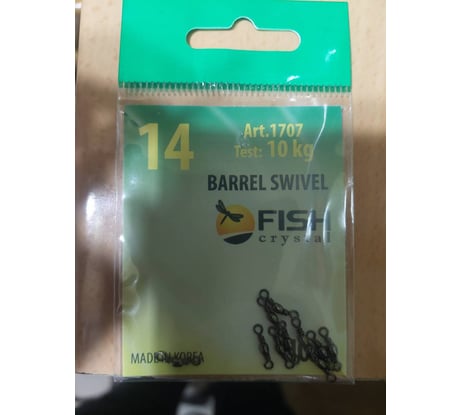 14
Art.1707
Test: 10 kg
BARREL SWIVEL
FISH
crystal
MADE IN KOREA